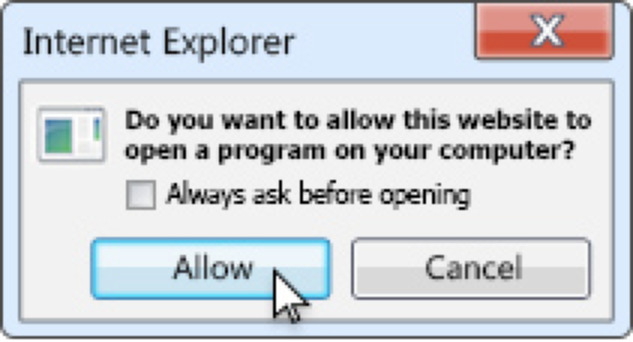 Internet Explorer
X
Do you want to allow this website to
open a program on your computer?
Always ask before opening
Allow
Cancel